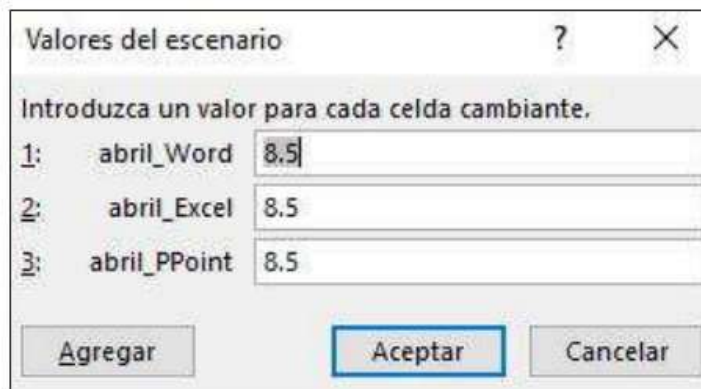 Valores del escenario ? ×
Introduzca un valor para cada celda cambiante.
1: abril_Word 8.5
2: abril_Excel 8.5
3: abril_PPoint 8.5
Agregar Aceptar Cancelar